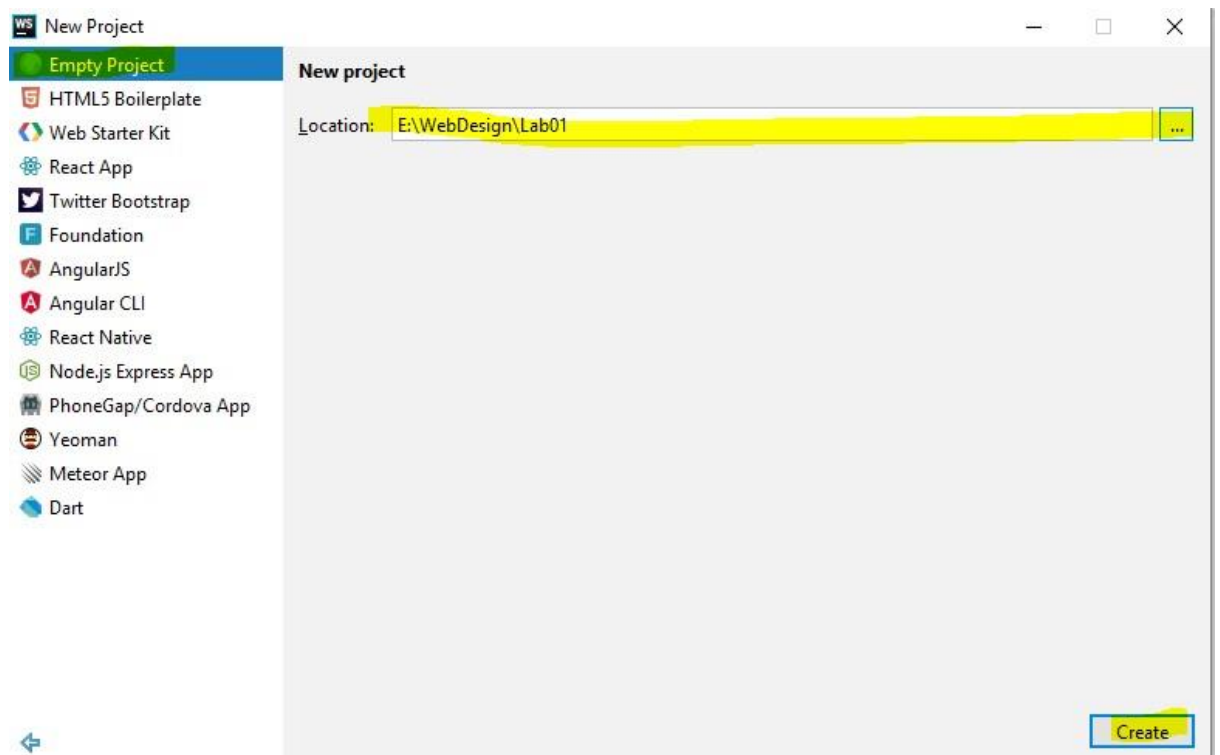 WS New Project
Empty Project
HTML5 Boilerplate
Web Starter Kit
React App
Twitter Bootstrap
F Foundation
AngularJS
Angular CLI
React Native
Node.js Express App
PhoneGap/Cordova App
Yeoman
Meteor App
Dart
New project
Location: E:\WebDesign\Lab01 ...
Create